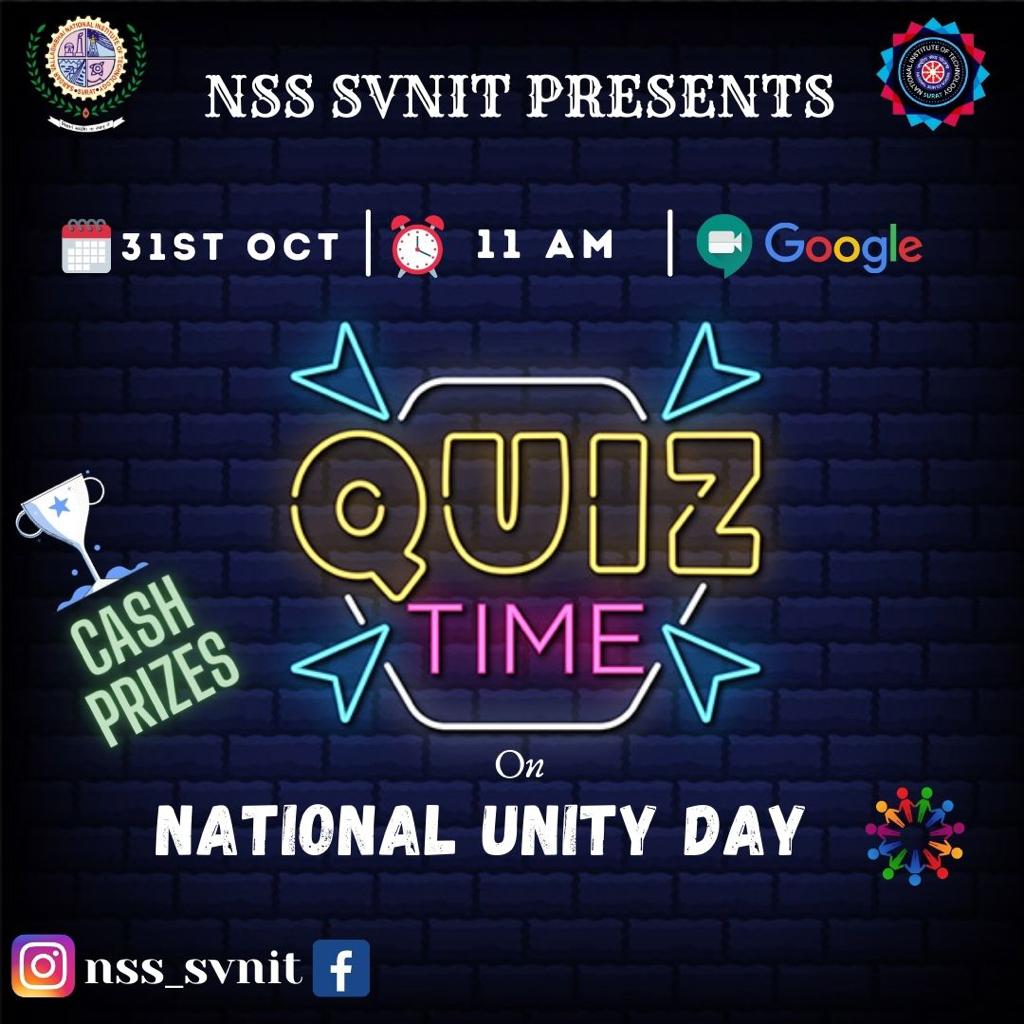 NSS SVNIT PRESENTS
31ST OCT | 11 AM | Google
QUIZ
TIME
CASH
PRIZES
On
NATIONAL UNITY DAY
nss_svnit